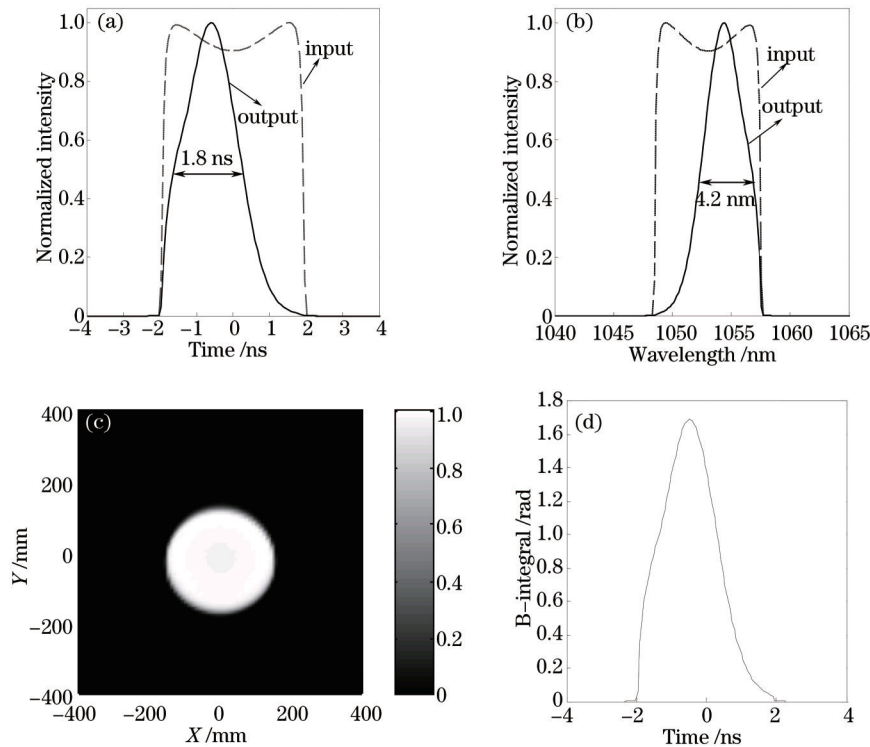 (a)
Normalized intensity
1.0
0.8
0.6
0.4
0.2
0
input
output
1.8 ns
−4 −3 −2 −1 0 1 2 3 4
Time /ns
(b)
Normalized intensity
1.0
0.8
0.6
0.4
0.2
0
input
output
4.2 nm
1040 1045 1050 1055 1060 1065
Wavelength /nm
(c)
Y /mm
400
200
0
−200
−400
−400 −200 0 200 400
X /mm
1.0
0.8
0.6
0.4
0.2
0
(d)
B−integral /rad
1.8
1.6
1.4
1.2
1.0
0.8
0.6
0.4
0.2
0
−4 −2 0 2 4
Time /ns